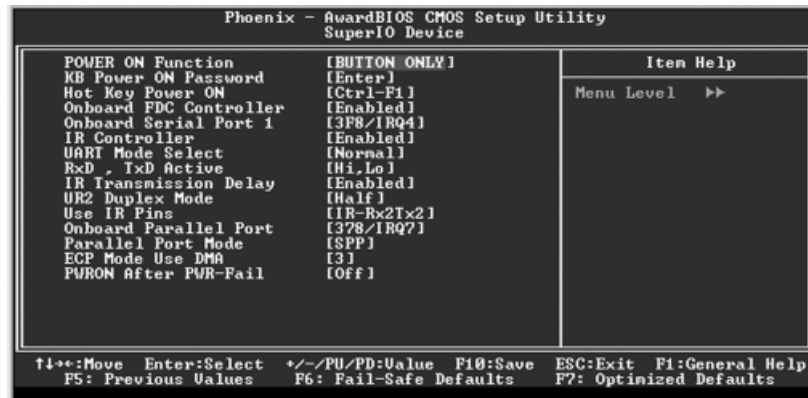 Phoenix - AwardBIOS CMOS Setup Utility
SuperIO Device
POWER ON Function [BUTTON ONLY]
KB Power ON Password [Enter]
Hot Key Power ON [Ctrl-F1]
Onboard FDC Controller [Enabled]
Onboard Serial Port 1 [3F8/IRQ4]
IR Controller [Enabled]
UART Mode Select [Normal]
RxD , TxD Active [Hi,Lo]
IR Transmission Delay [Enabled]
UR2 Duplex Mode [Half]
Use IR Pins [IR-Rx2Tx2]
Onboard Parallel Port [378/IRQ7]
Parallel Port Mode [SPP]
ECP Mode Use DMA [3]
PWRON After PWR-Fail [Off]
Item Help
Menu Level ▶▶
↑↓→←:Move Enter:Select +/-/PU/PD:Value F10:Save ESC:Exit F1:General Help
F5: Previous Values F6: Fail-Safe Defaults F7: Optimized Defaults